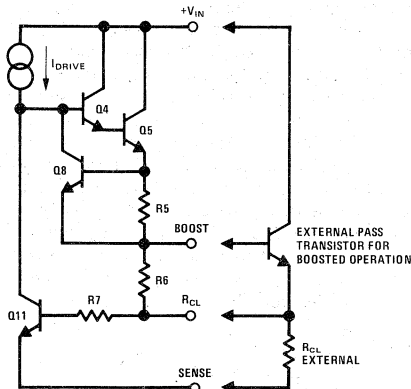 +VIN
IDRIVE
Q4
Q5
Q8
R5
BOOST
EXTERNAL PASS
TRANSISTOR FOR
BOOSTED OPERATION
R6
R7
RCL
Q11
RCL
EXTERNAL
SENSE